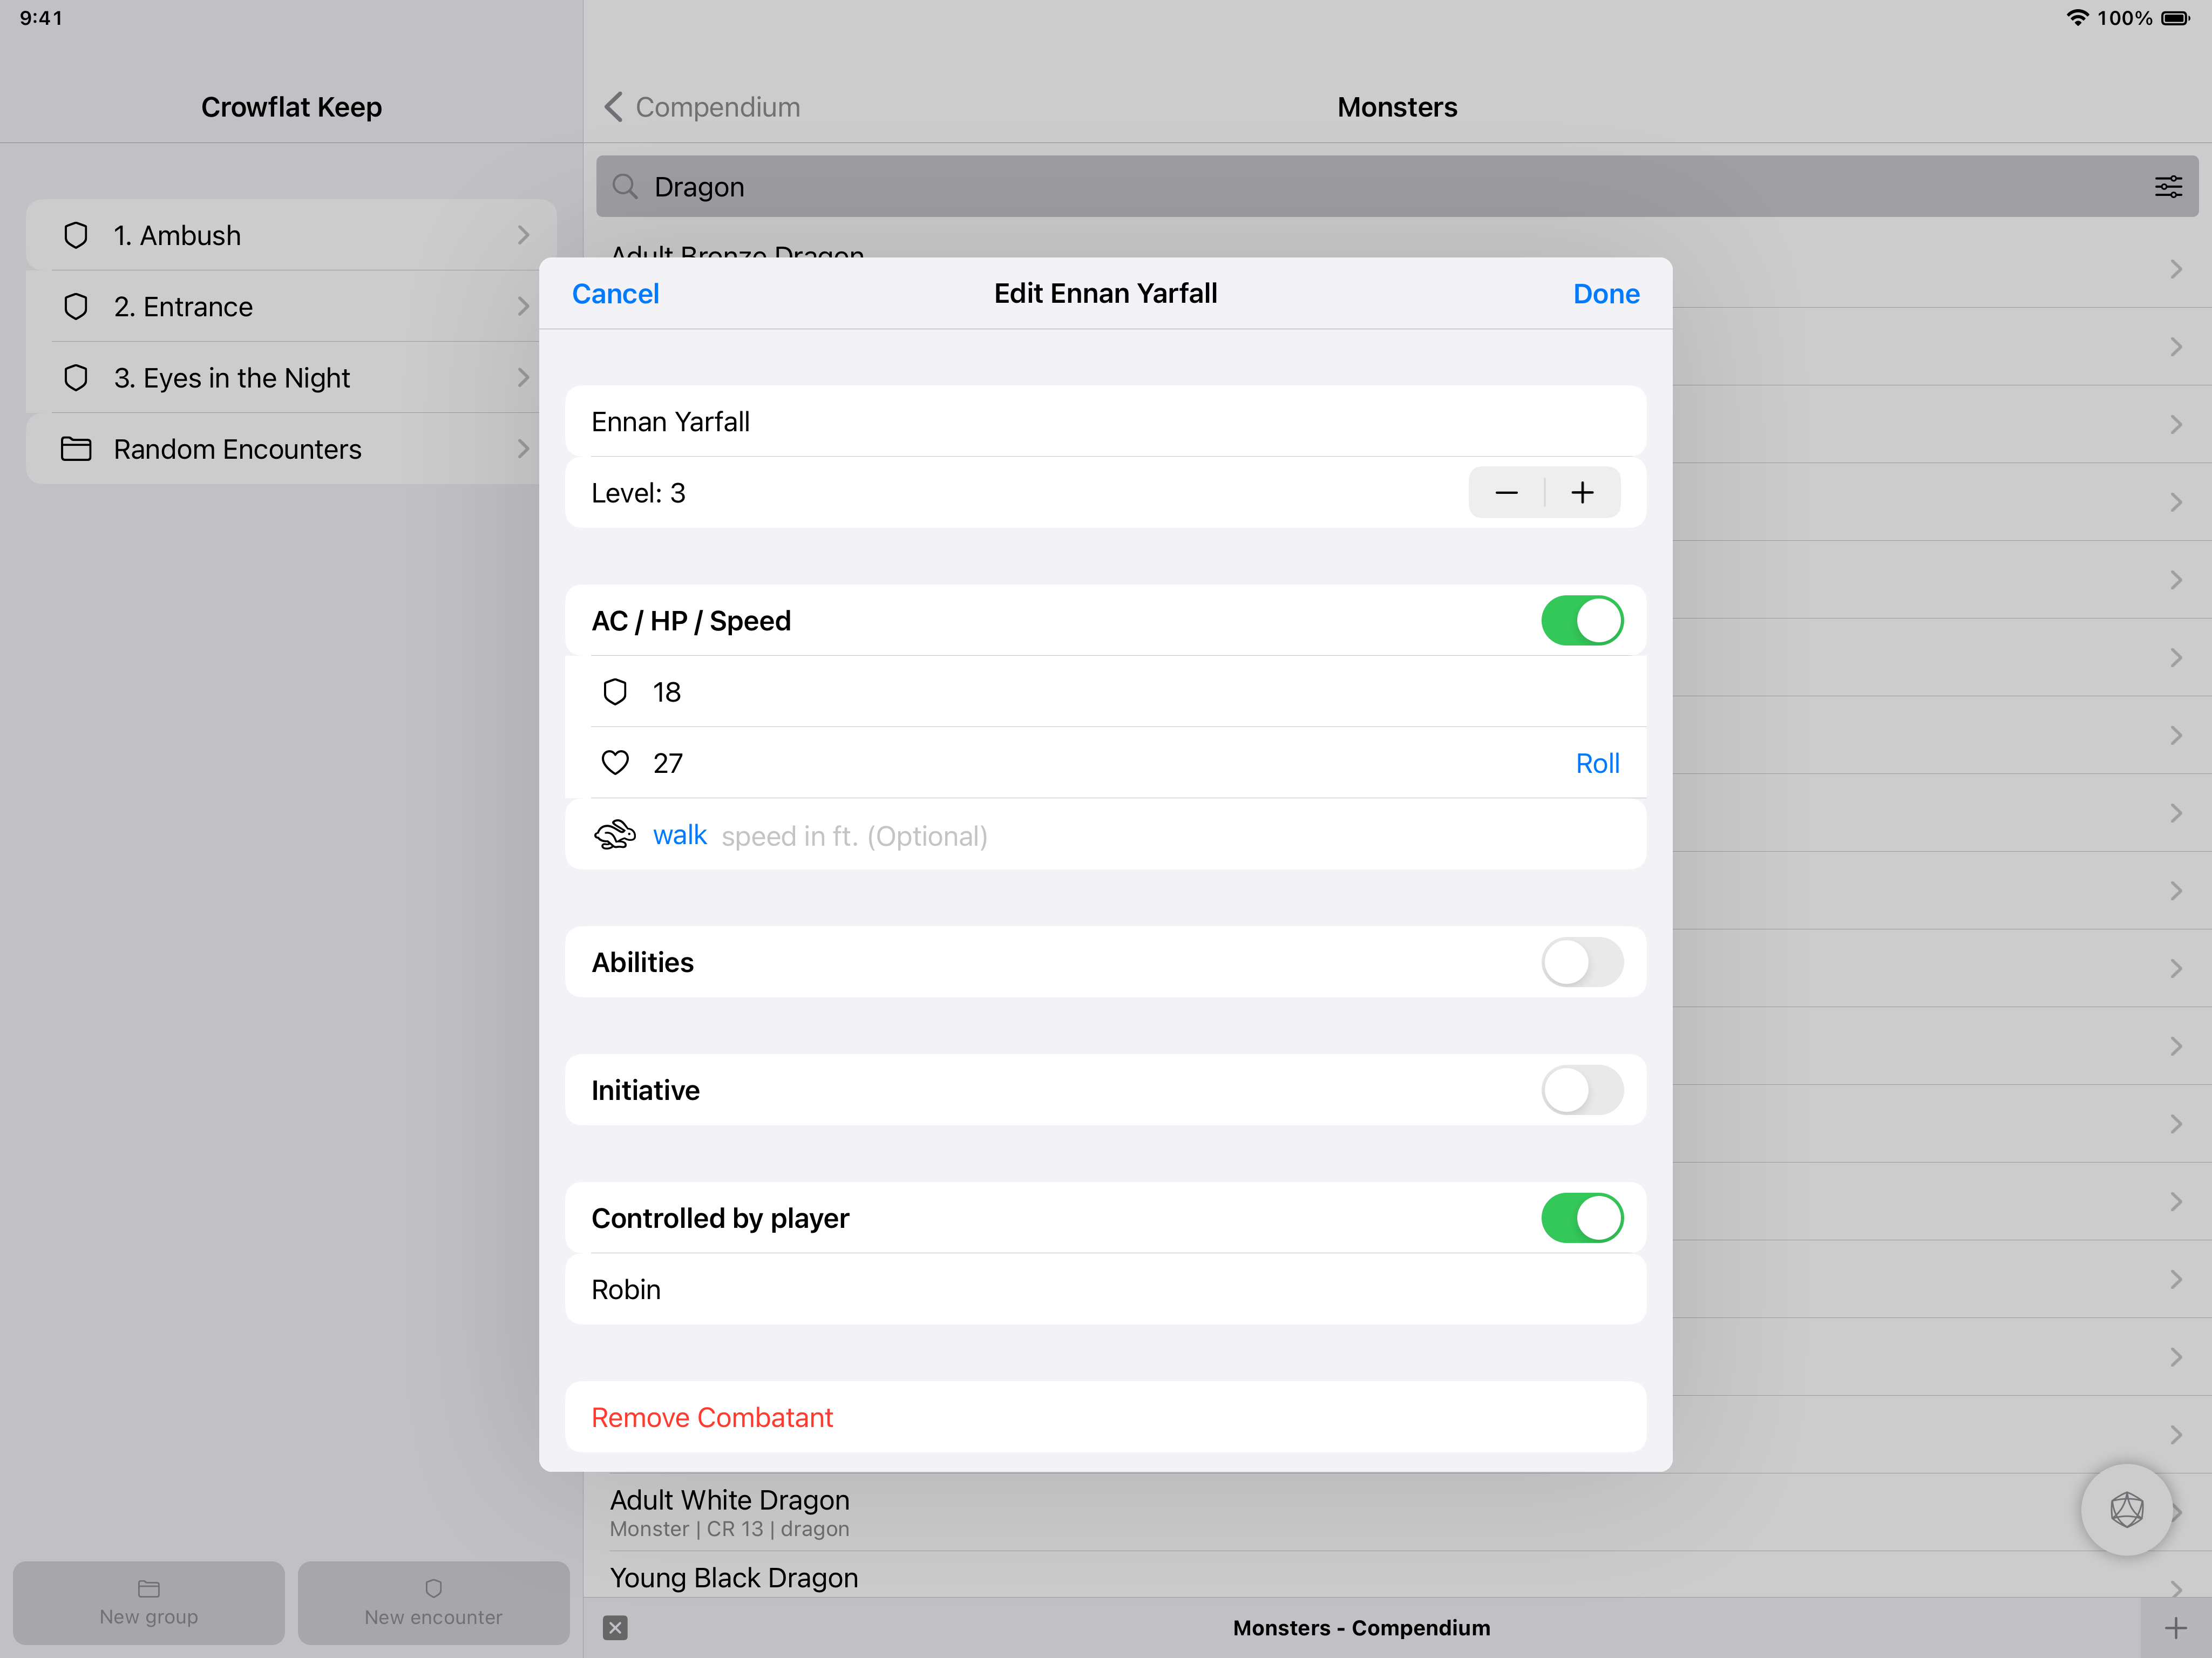 9:41
100%
Crowflat Keep
Compendium
Monsters
Dragon
1. Ambush
2. Entrance
3. Eyes in the Night
Random Encounters
Adult Bronze Dragon
Cancel
Edit Ennan Yarfall
Done
Ennan Yarfall
Level: 3
AC / HP / Speed
18
27
Roll
walk speed in ft. (Optional)
Abilities
Initiative
Controlled by player
Robin
Remove Combatant
Adult White Dragon
Monster | CR 13 | dragon
Young Black Dragon
New group
New encounter
Monsters - Compendium